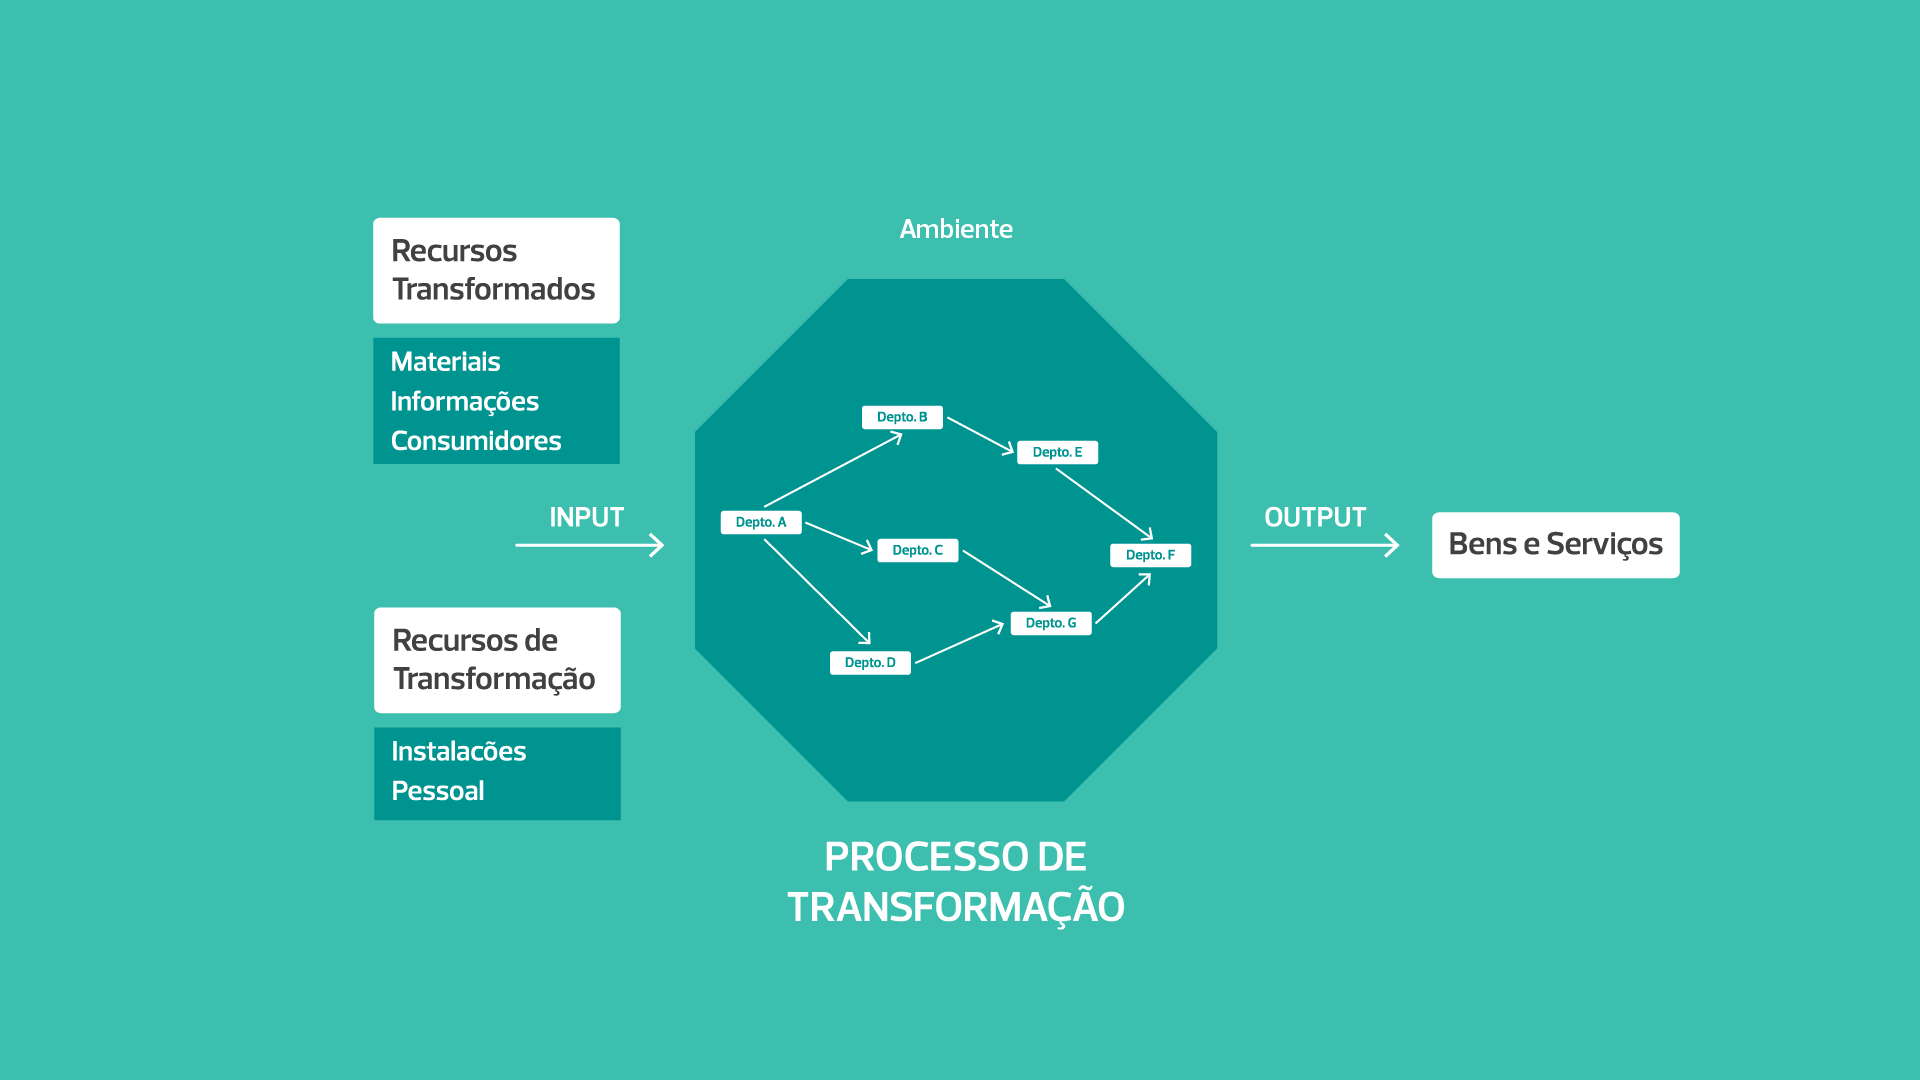 Recursos
Transformados
Materiais
Informações
Consumidores
INPUT
Recursos de
Transformação
Instalacões
Pessoal
Ambiente
Depto. B
Depto. E
Depto. A
Depto. C
Depto. F
Depto. G
Depto. D
PROCESSO DE
TRANSFORMAÇÃO
OUTPUT
Bens e Serviços